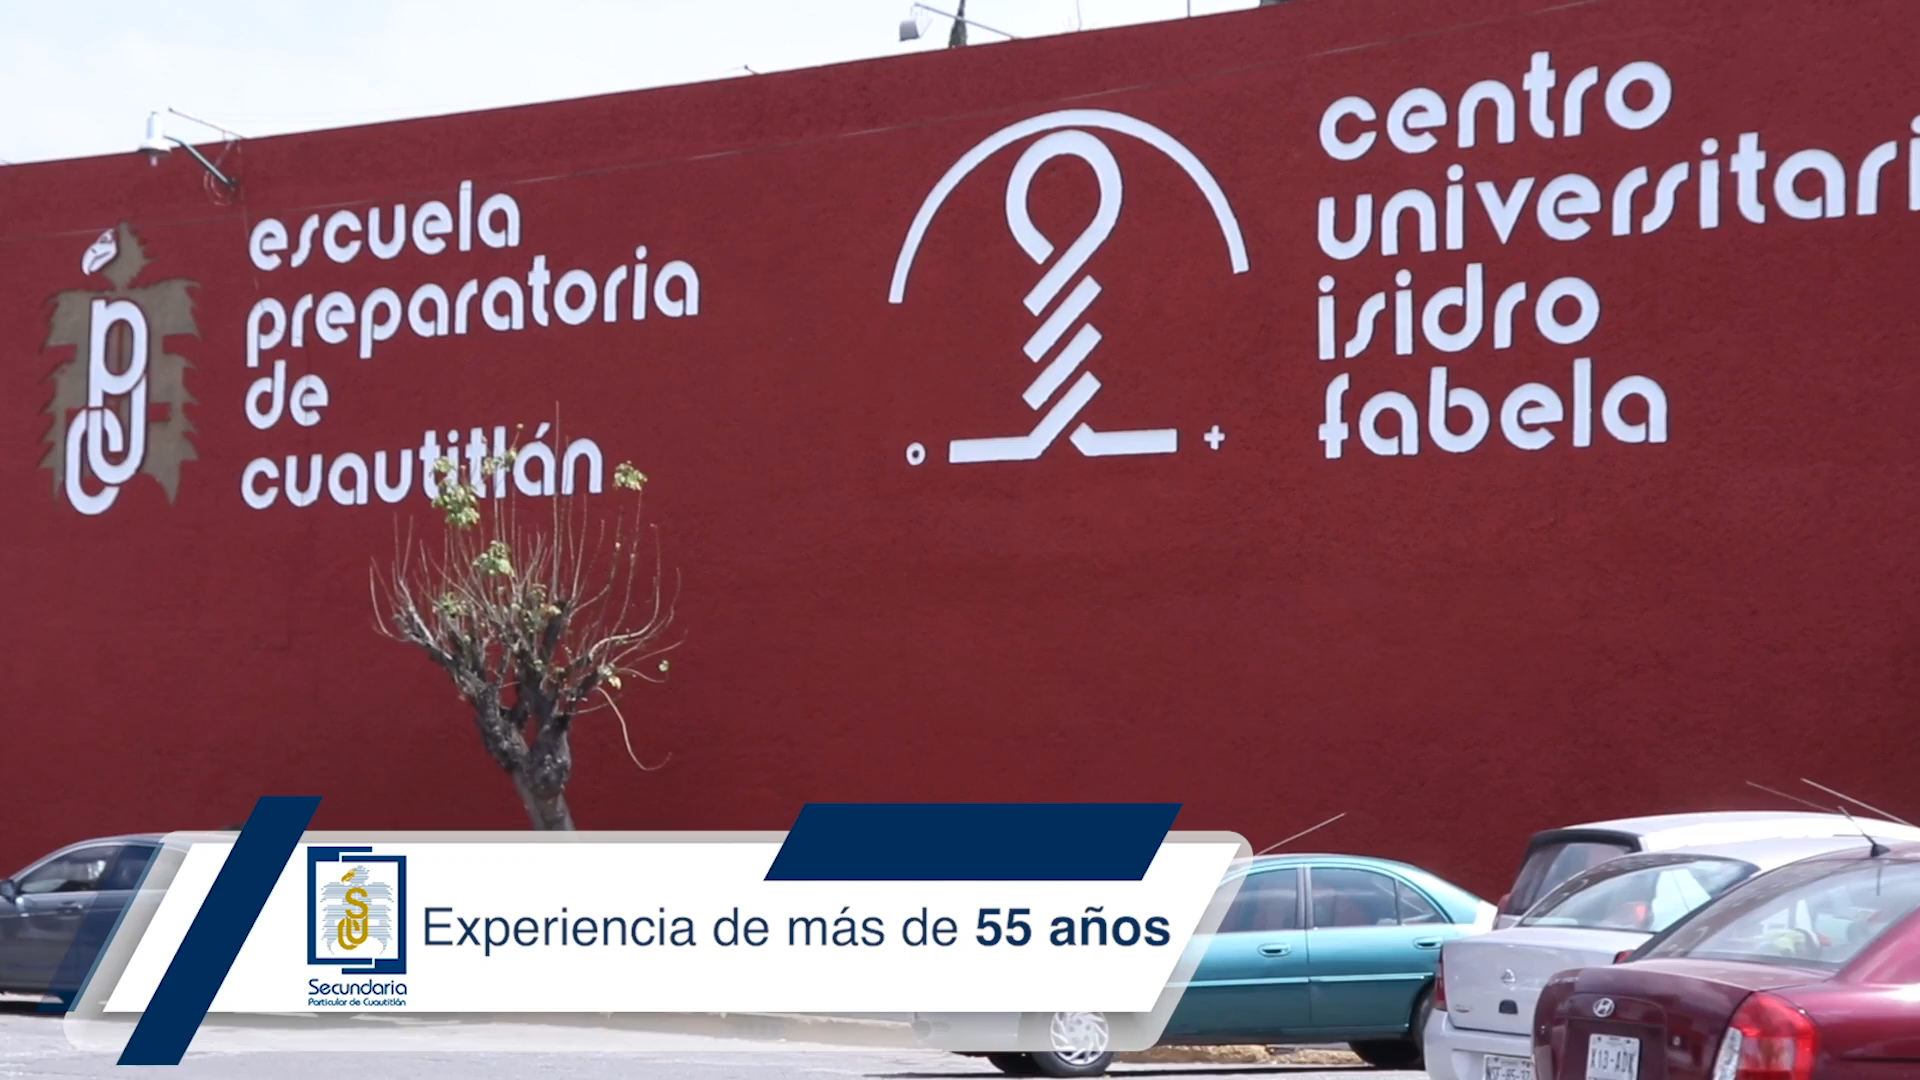 escuela
preparatoria
de
cuautitlán
centro
universitari
isidro
fabela
Secundaria
Particular de Cuautitlán
Experiencia de más de 55 años